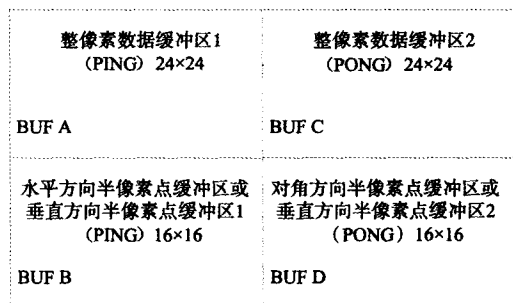 整像素数据缓冲区1
（PING）24×24
BUF A
整像素数据缓冲区2
（PONG）24×24
BUF C
水平方向半像素点缓冲区或
垂直方向半像素点缓冲区1
（PING）16×16
BUF B
对角方向半像素点缓冲区或
垂直方向半像素点缓冲区2
（PONG）16×16
BUF D